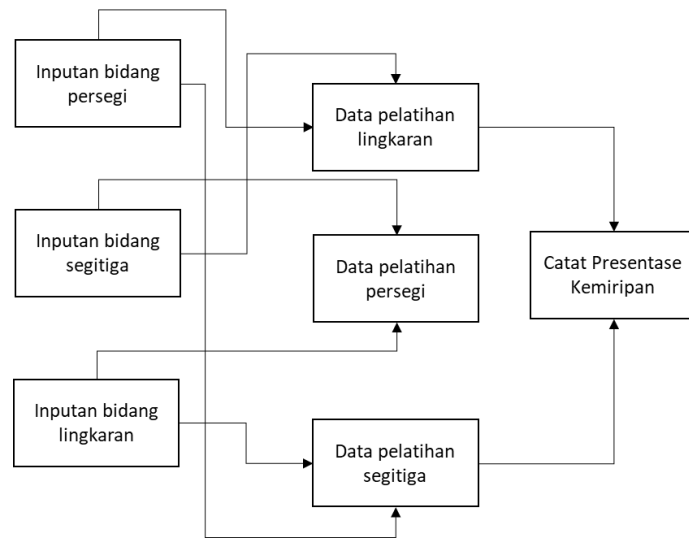 Inputan bidang
persegi
Data pelatihan
lingkaran
Inputan bidang
segitiga
Data pelatihan
persegi
Catat Presentase
Kemiripan
Inputan bidang
lingkaran
Data pelatihan
segitiga